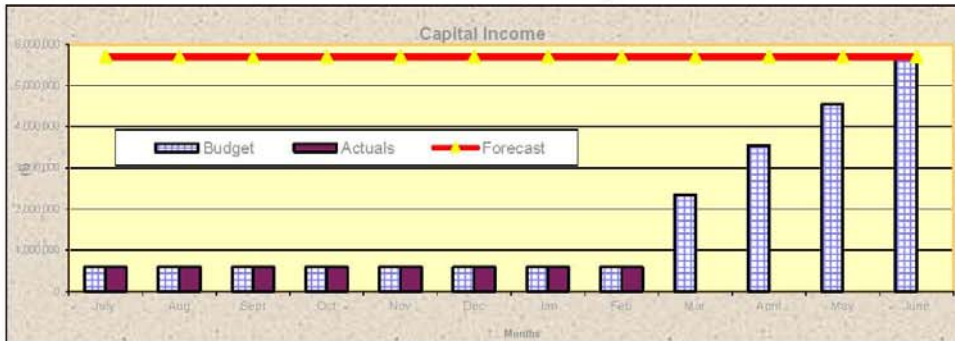 Capital Income
6,000,000
5,000,000
4,000,000
3,000,000
2,000,000
1,000,000
Budget Actuals Forecast
July Aug Sept Oct Nov Dec Jan Feb Mar April May June
Months